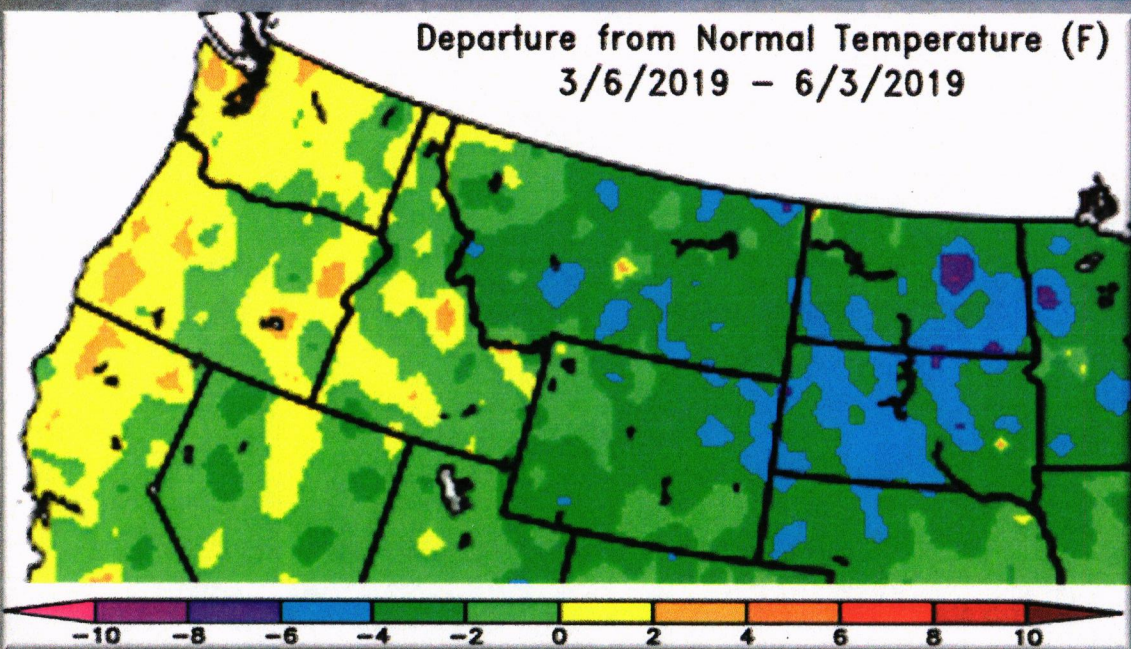 Departure from Normal Temperature (F)
3/6/2019 – 6/3/2019
-10 -8 -6 -4 -2 0 2 4 6 8 10